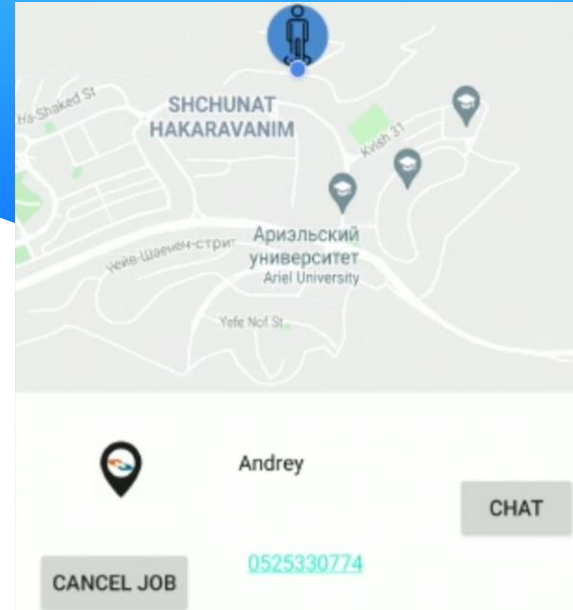 Ha-Shaked St
SHCHUNAT
HAKARAVANIM
Kvish 31
Ариэльский
университет
Ariel University
Yefe Nof St
Andrey
CHAT
0525330774
CANCEL JOB